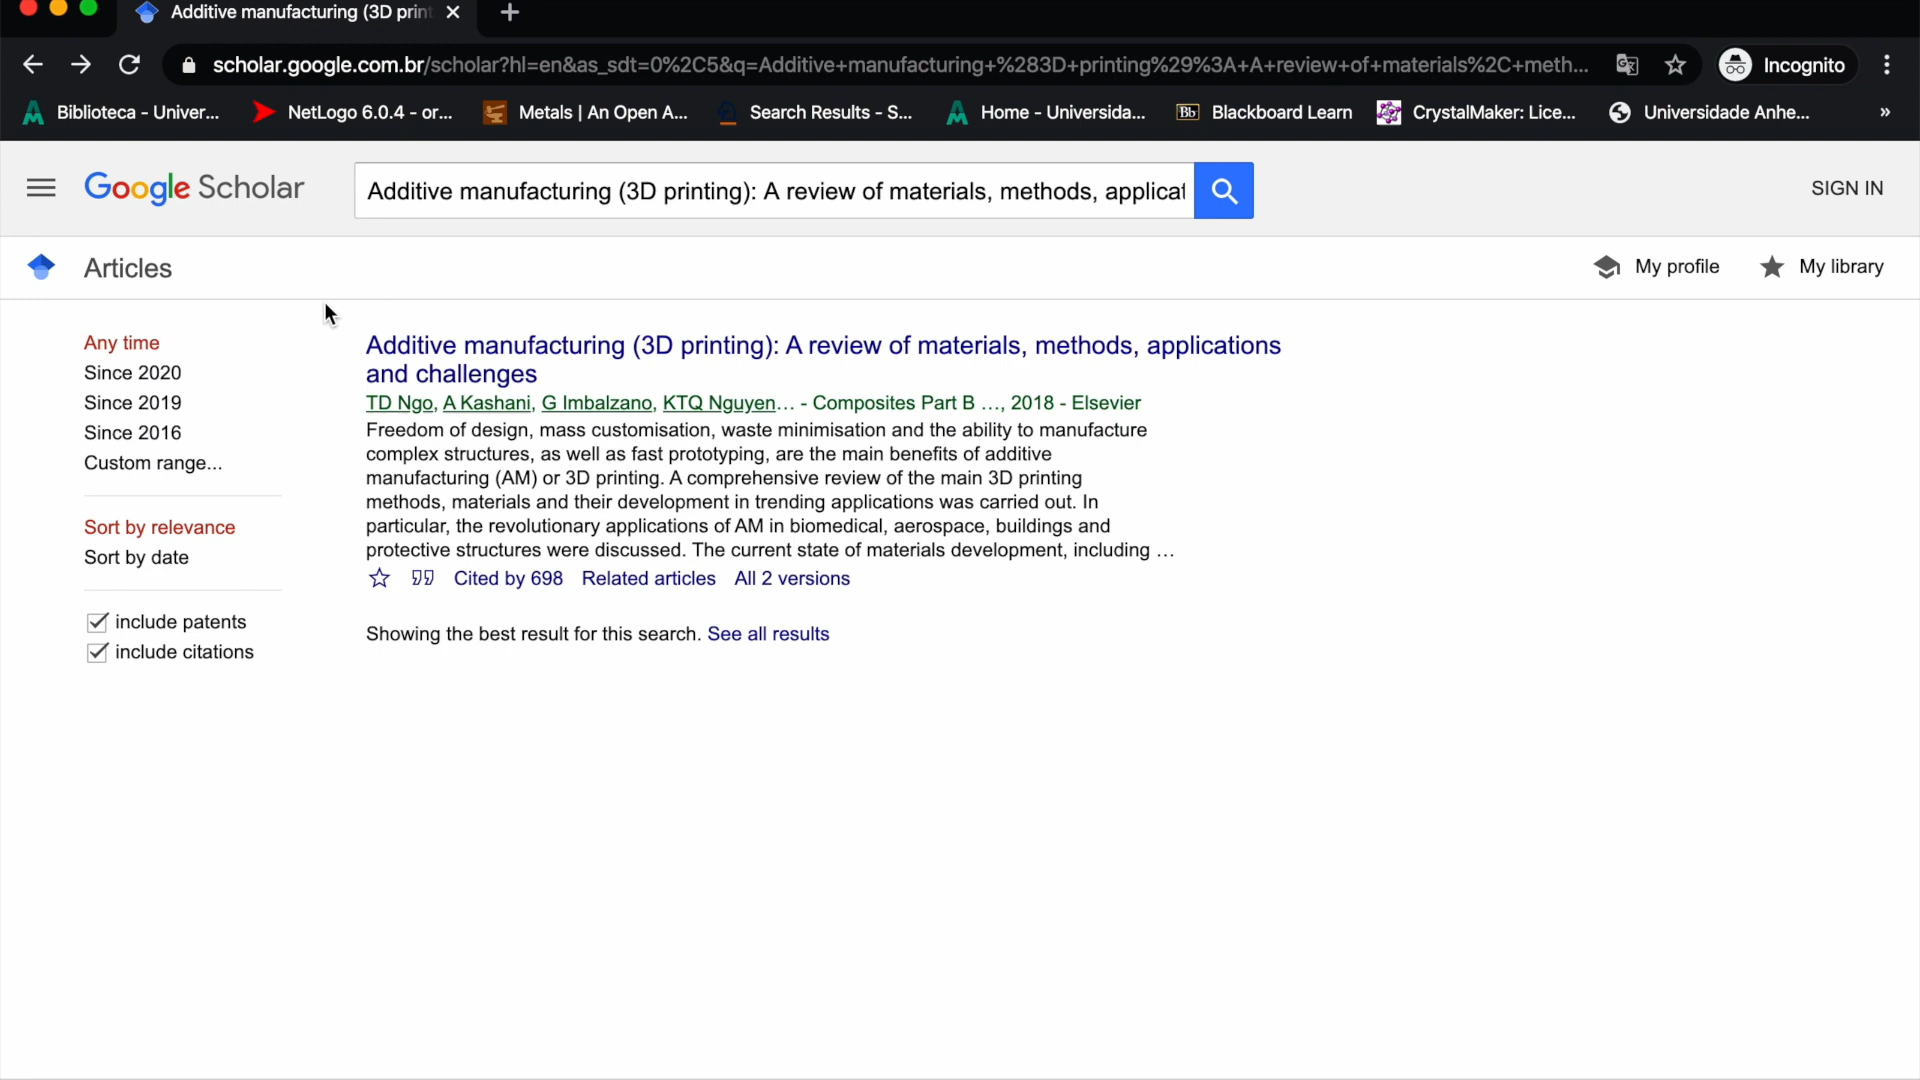 Additive manufacturing (3D print
scholar.google.com.br/scholar?hl=en&as_sdt=0%2C5&q=Additive+manufacturing+%283D+printing%29%3A+A+review+of+materials%2C+meth...
Incognito
Biblioteca - Univer...
NetLogo 6.0.4 - or...
Metals | An Open A...
Search Results - S...
Home - Universida...
Bb Blackboard Learn
CrystalMaker: Lice...
Universidade Anhe...
»
Google Scholar
Additive manufacturing (3D printing): A review of materials, methods, applicat
SIGN IN
Articles
My profile
My library
Any time
Since 2020
Since 2019
Since 2016
Custom range...
Sort by relevance
Sort by date
include patents
include citations
Additive manufacturing (3D printing): A review of materials, methods, applications
and challenges
TD Ngo, A Kashani, G Imbalzano, KTQ Nguyen… - Composites Part B …, 2018 - Elsevier
Freedom of design, mass customisation, waste minimisation and the ability to manufacture
complex structures, as well as fast prototyping, are the main benefits of additive
manufacturing (AM) or 3D printing. A comprehensive review of the main 3D printing
methods, materials and their development in trending applications was carried out. In
particular, the revolutionary applications of AM in biomedical, aerospace, buildings and
protective structures were discussed. The current state of materials development, including …
Cited by 698 Related articles All 2 versions
Showing the best result for this search. See all results